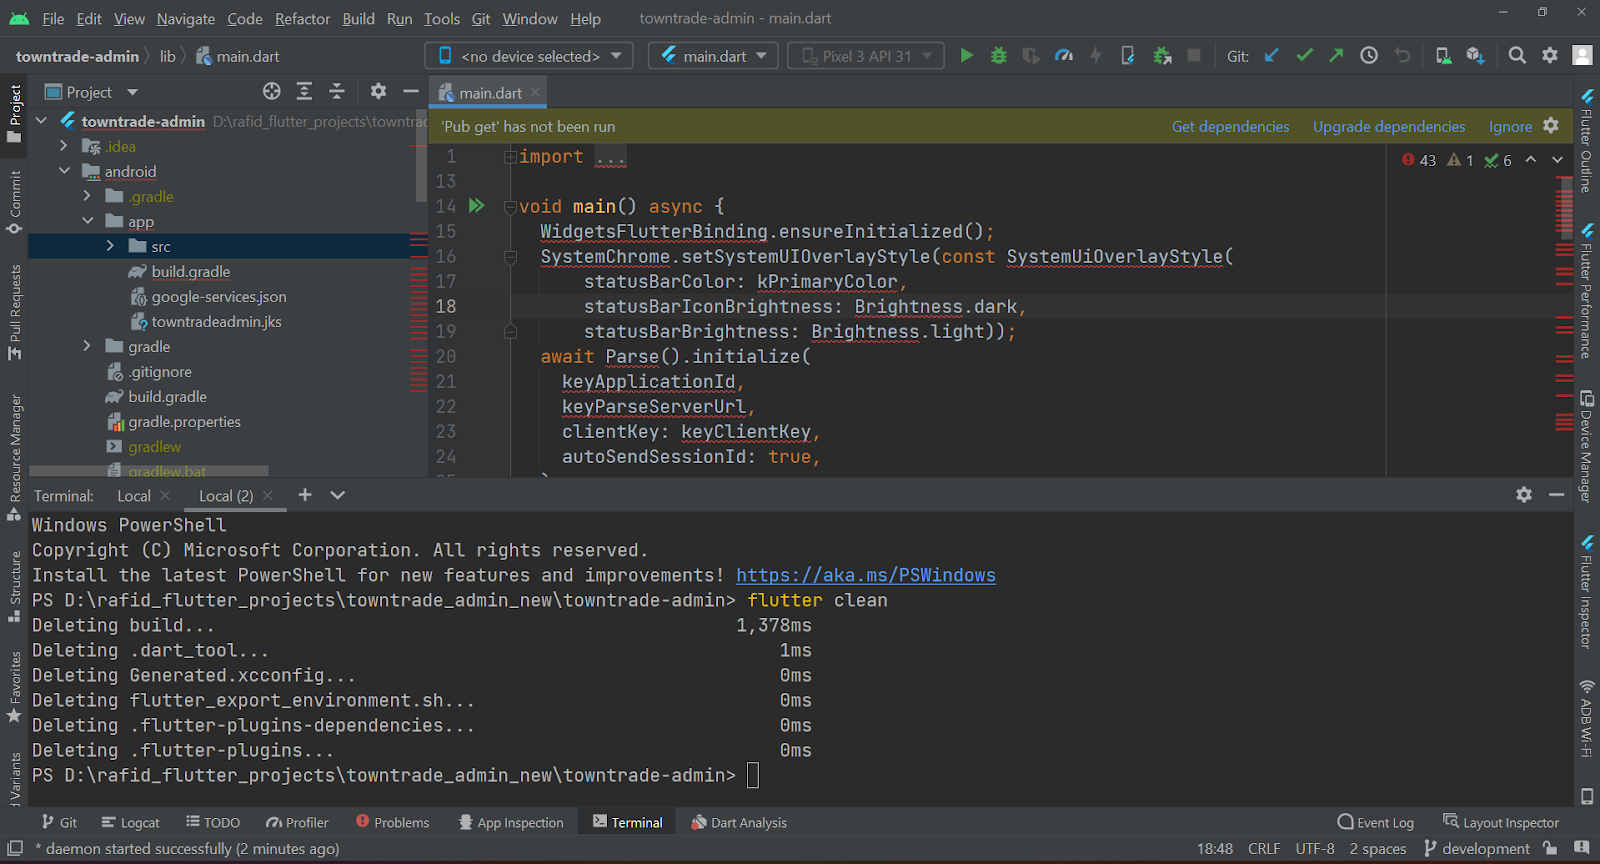 File Edit View Navigate Code Refactor Build Run Tools Git Window Help towntrade-admin - main.dart
towntrade-admin lib main.dart <no device selected> main.dart Pixel 3 API 31 Git:
Project main.dart
towntrade-admin D:\rafid_flutter_projects\towntrad
'Pub get' has not been run Get dependencies Upgrade dependencies Ignore
.idea
android
.gradle
app
src
build.gradle
google-services.json
towntradeadmin.jks
gradle
.gitignore
build.gradle
gradle.properties
gradlew
gradlew.bat
1 import ...
43 1 6
13
14 void main() async {
15 WidgetsFlutterBinding.ensureInitialized();
16 SystemChrome.setSystemUIOverlayStyle(const SystemUiOverlayStyle(
17 statusBarColor: kPrimaryColor,
18 statusBarIconBrightness: Brightness.dark,
19 statusBarBrightness: Brightness.light));
20 await Parse().initialize(
21 keyApplicationId,
22 keyParseServerUrl,
23 clientKey: keyClientKey,
24 autoSendSessionId: true,
Project
Commit
Pull Requests
Resource Manager
Structure
Favorites
Variants
Flutter Outline
Flutter Performance
Device Manager
Flutter Inspector
ADB Wi-Fi
Terminal: Local Local (2)
Windows PowerShell
Copyright (C) Microsoft Corporation. All rights reserved.
Install the latest PowerShell for new features and improvements! https://aka.ms/PSWindows
PS D:\rafid_flutter_projects\towntrade_admin_new\towntrade-admin> flutter clean
Deleting build... 1,378ms
Deleting .dart_tool... 1ms
Deleting Generated.xcconfig... 0ms
Deleting flutter_export_environment.sh... 0ms
Deleting .flutter-plugins-dependencies... 0ms
Deleting .flutter-plugins... 0ms
PS D:\rafid_flutter_projects\towntrade_admin_new\towntrade-admin>
Git Logcat TODO Profiler Problems App Inspection Terminal Dart Analysis Event Log Layout Inspector
* daemon started successfully (2 minutes ago) 18:48 CRLF UTF-8 2 spaces development